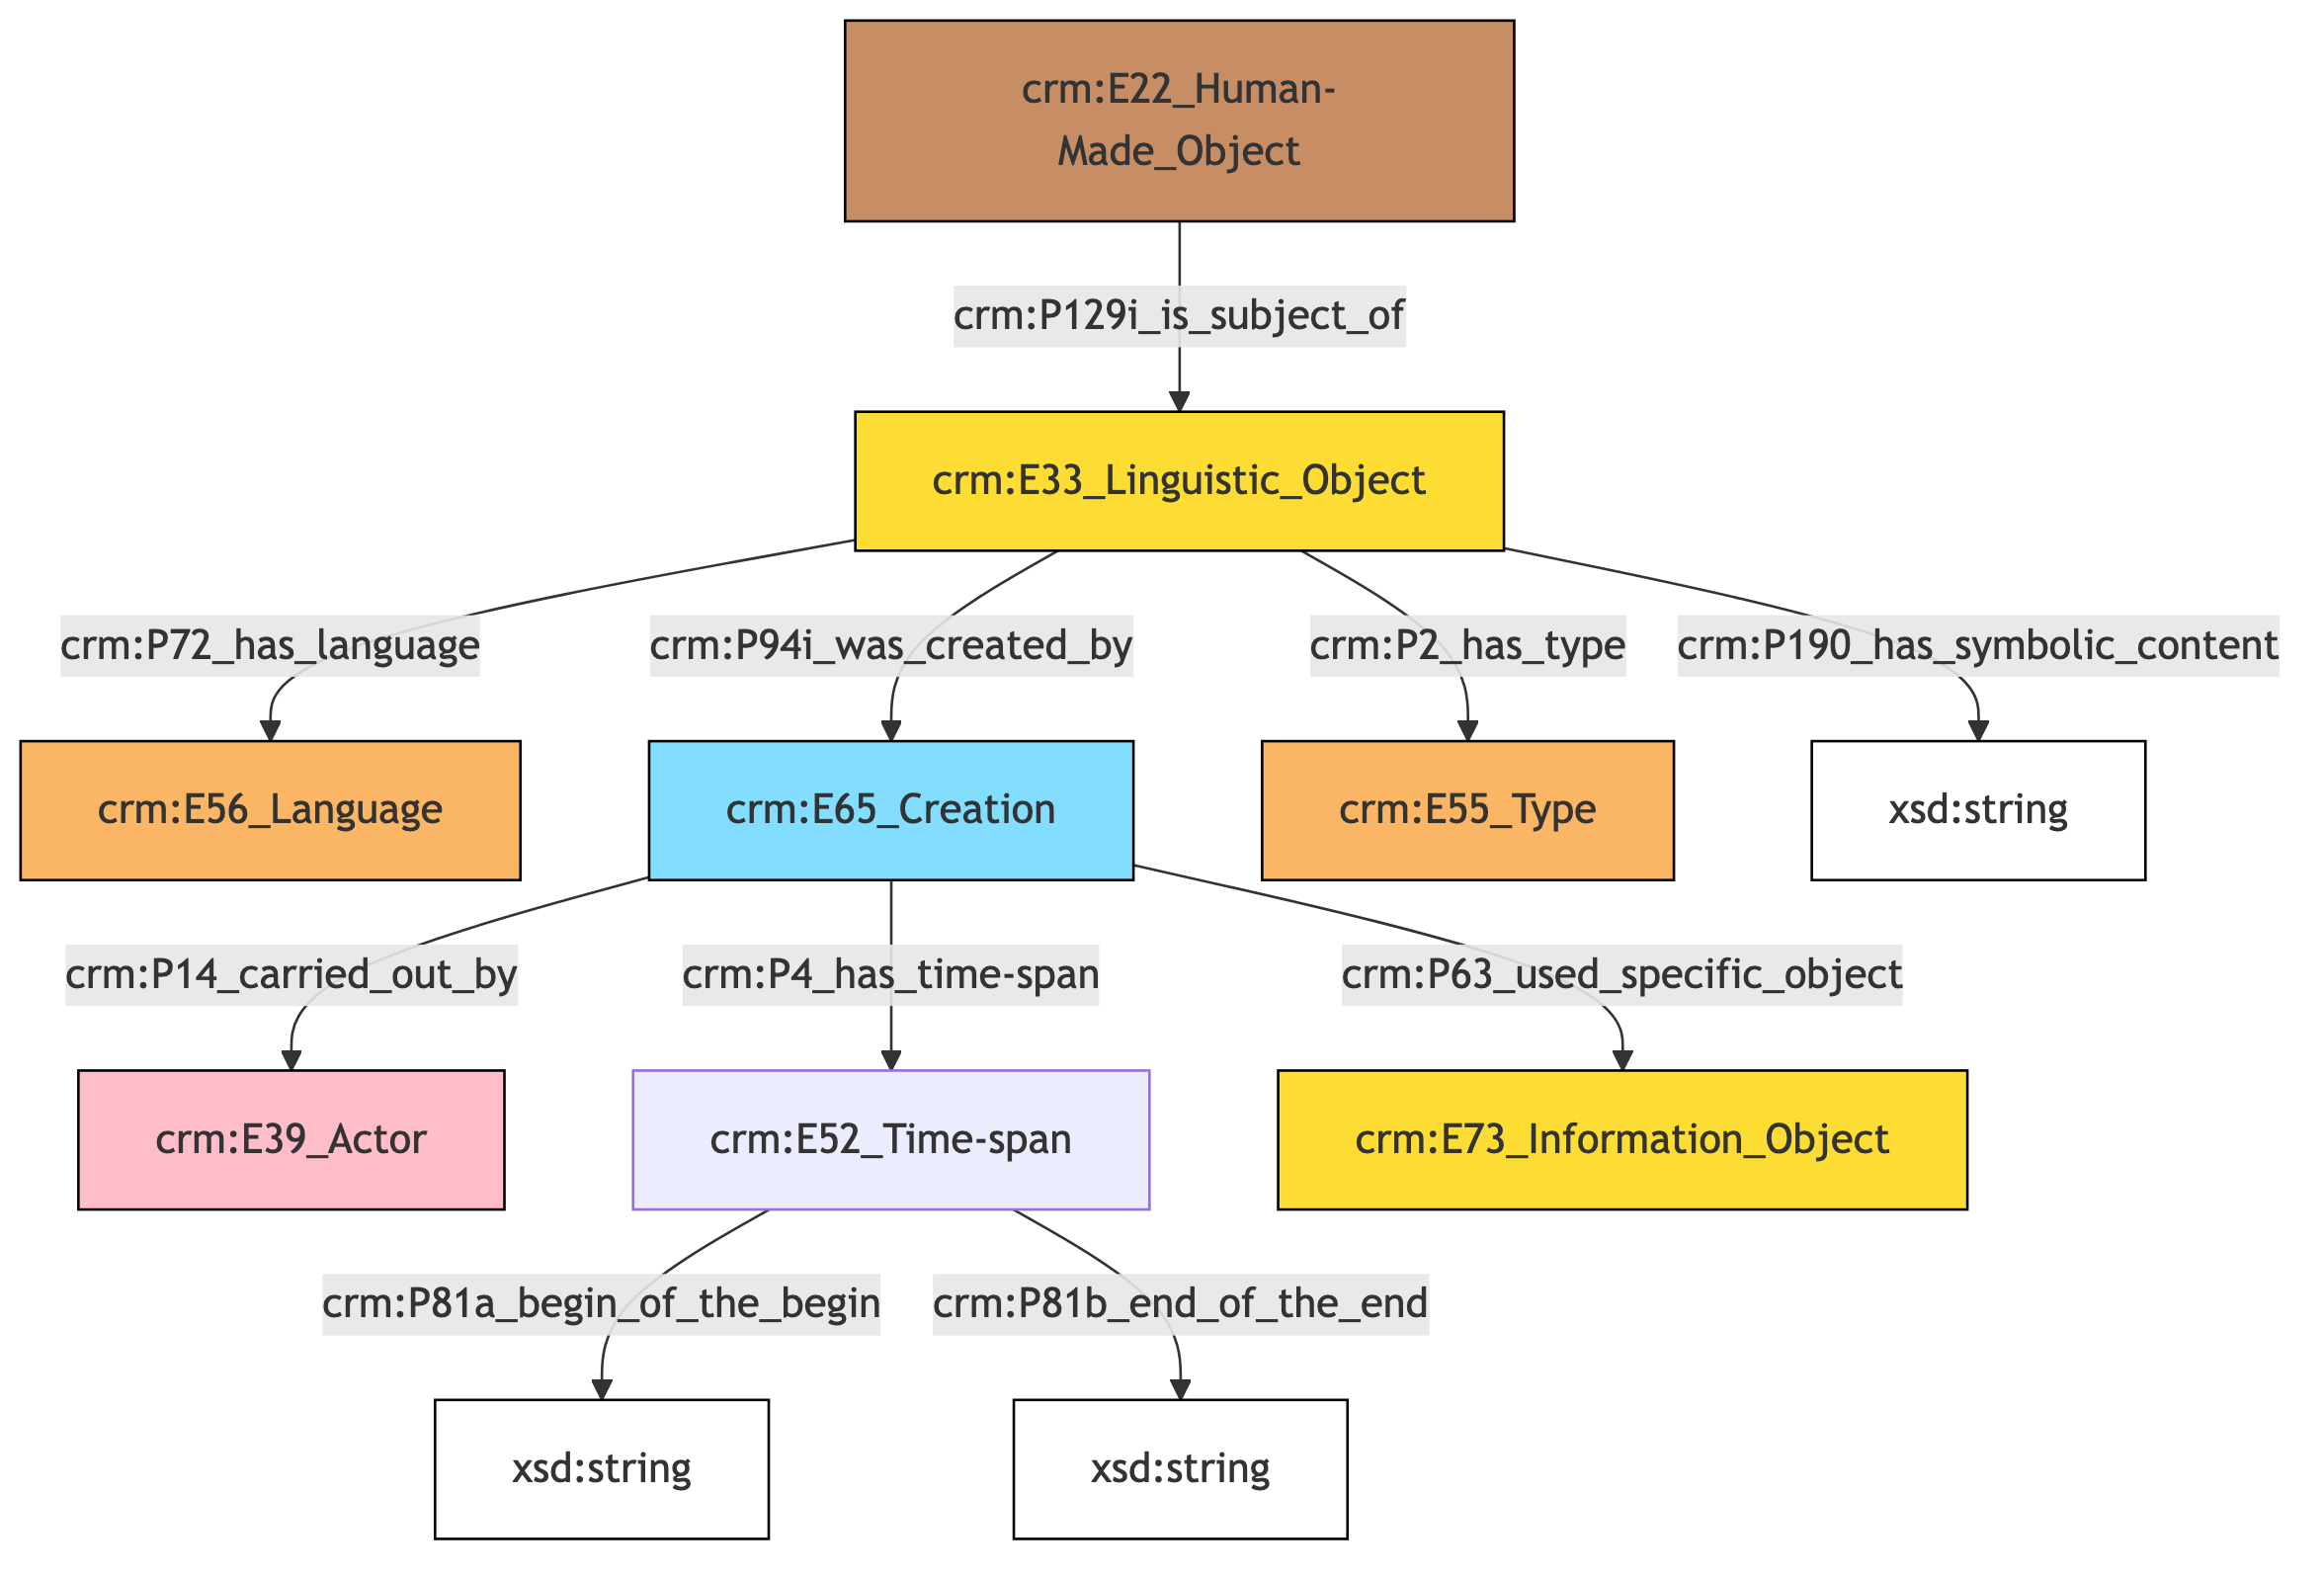 crm:E22_Human-
Made_Object
crm:P129i_is_subject_of
crm:E33_Linguistic_Object
crm:P72_has_language
crm:P94i_was_created_by
crm:P2_has_type
crm:P190_has_symbolic_content
crm:E56_Language
crm:E65_Creation
crm:E55_Type
xsd:string
crm:P14_carried_out_by
crm:P4_has_time-span
crm:P63_used_specific_object
crm:E39_Actor
crm:E52_Time-span
crm:E73_Information_Object
crm:P81a_begin_of_the_begin
crm:P81b_end_of_the_end
xsd:string
xsd:string